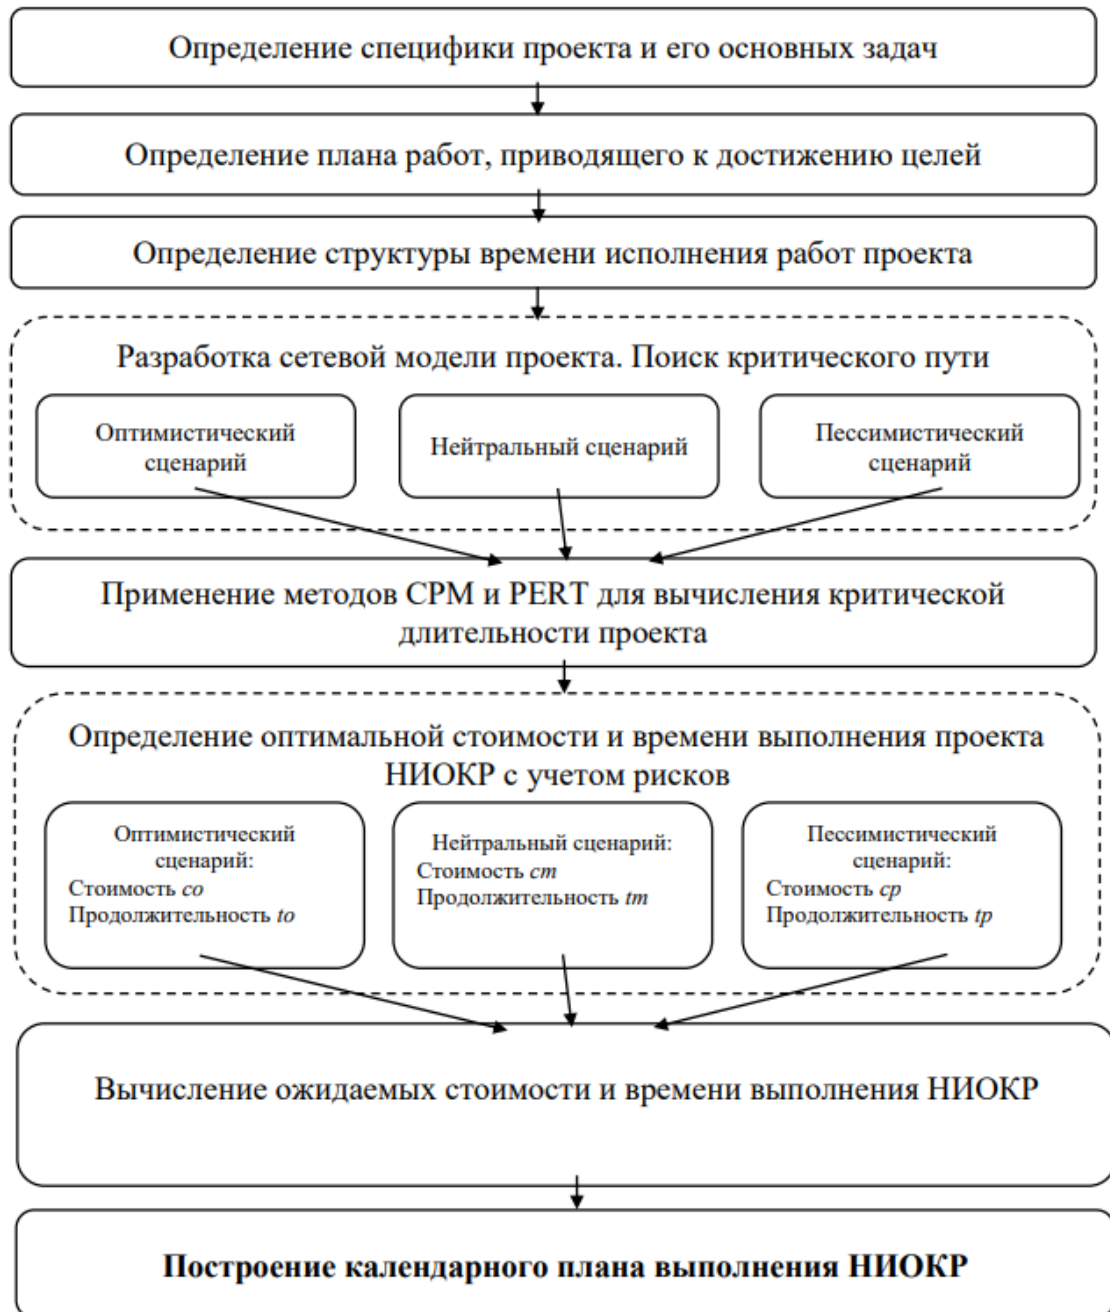 Определение специфики проекта и его основных задач
Определение плана работ, приводящего к достижению целей
Определение структуры времени исполнения работ проекта
Разработка сетевой модели проекта. Поиск критического пути
Оптимистический
сценарий
Нейтральный сценарий
Пессимистический
сценарий
Применение методов CPM и PERT для вычисления критической
длительности проекта
Определение оптимальной стоимости и времени выполнения проекта
НИОКР с учетом рисков
Оптимистический
сценарий:
Стоимость co
Продолжительность to
Нейтральный сценарий:
Стоимость cm
Продолжительность tm
Пессимистический
сценарий:
Стоимость cp
Продолжительность tp
Вычисление ожидаемых стоимости и времени выполнения НИОКР
Построение календарного плана выполнения НИОКР